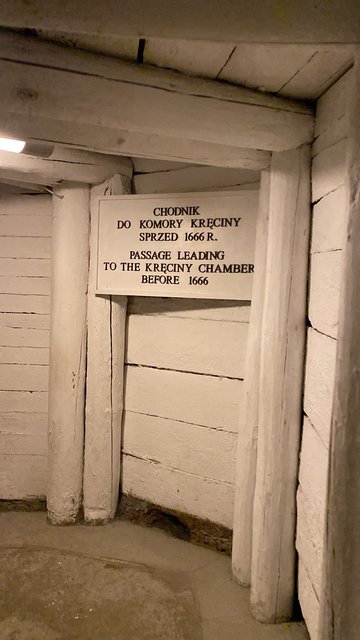 CHODNIK
DO KOMORY KRĘCINY
SPRZED 1666 R.
PASSAGE LEADING
TO THE KRĘCINY CHAMBER
BEFORE 1666